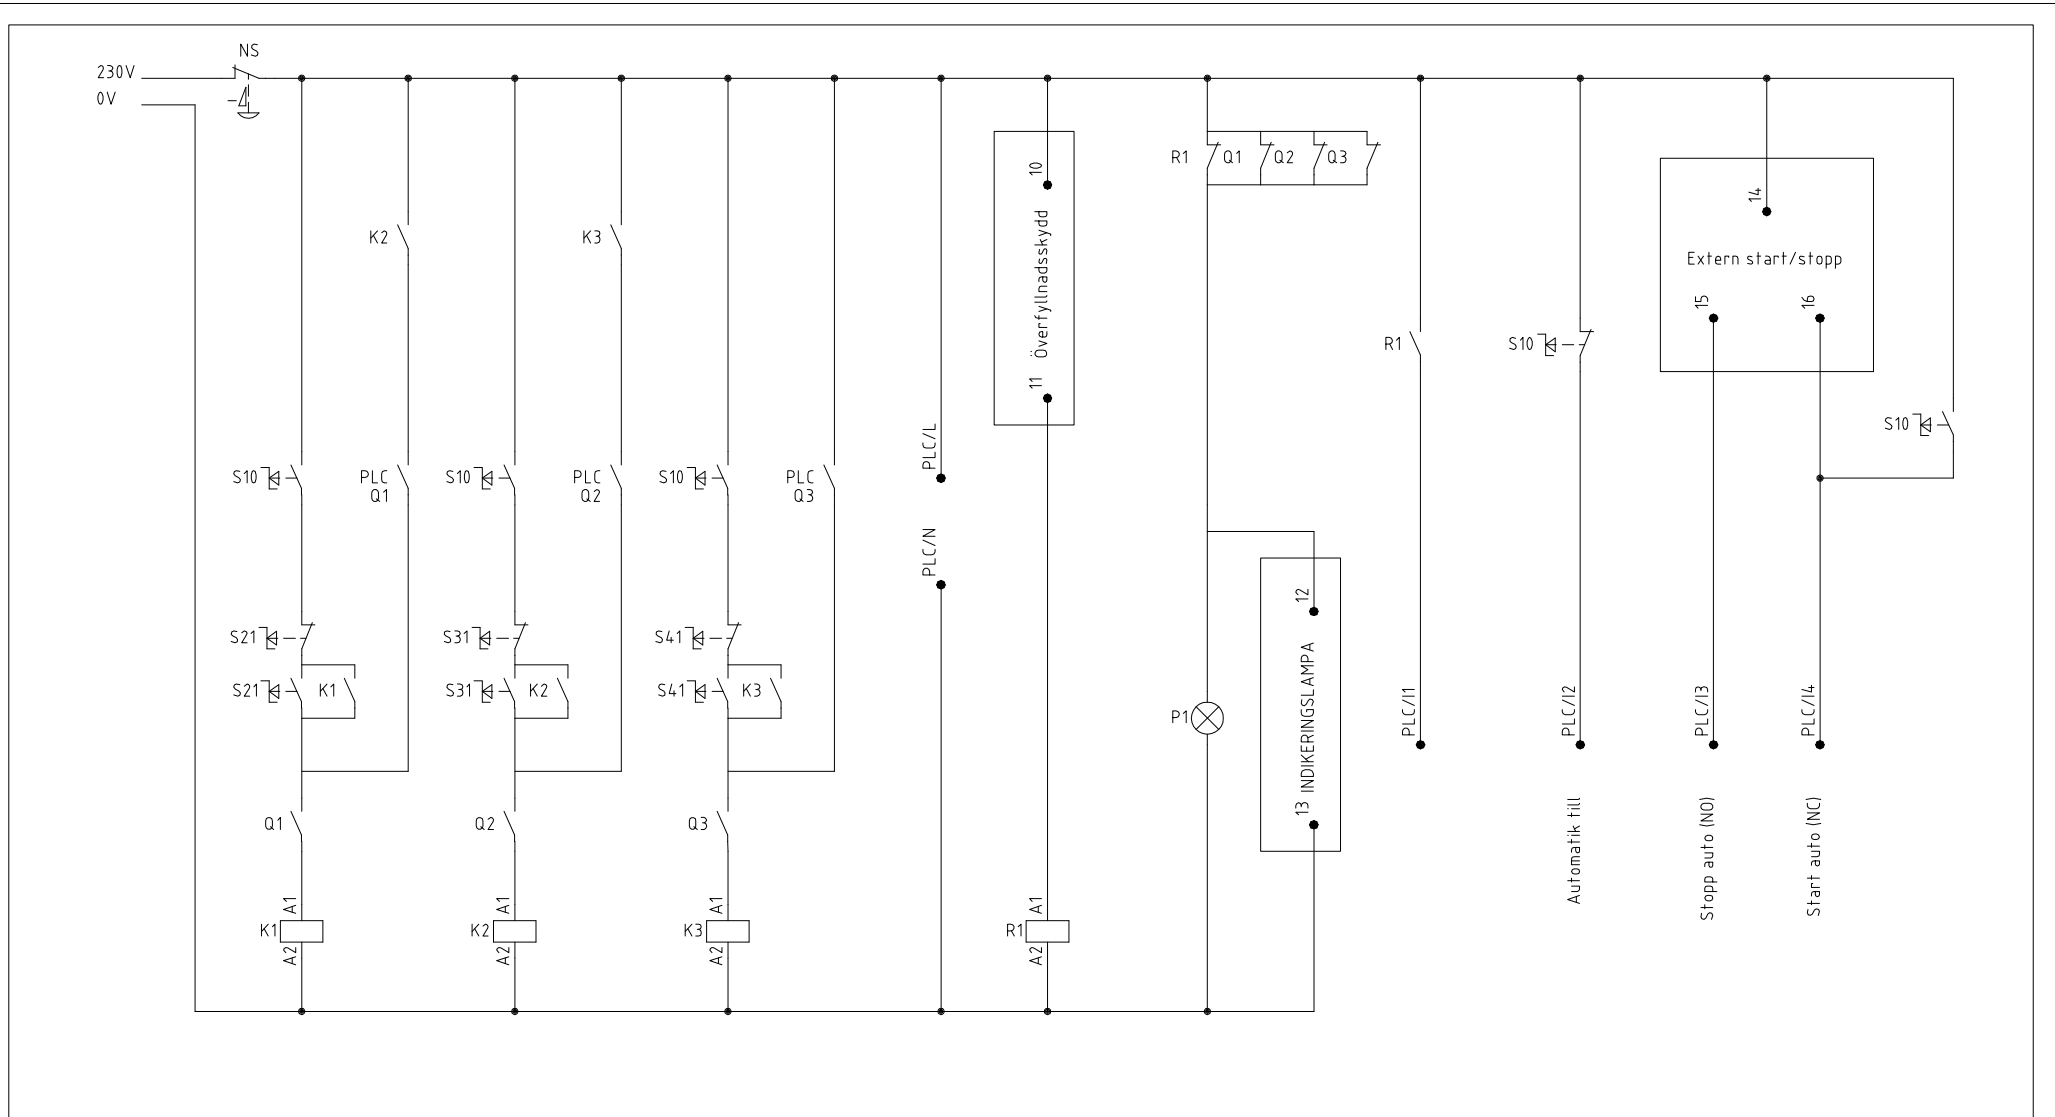 NS
230V
0V
R1
Q1
Q2
Q3
10
Överfyllnadsskydd
11
14
Extern start/stopp
15
16
K2
K3
R1
S10
S10
S10
PLC
Q1
S10
PLC
Q2
S10
PLC
Q3
PLC/L
PLC/N
S21
S31
S41
S21
K1
S31
K2
S41
K3
12
INDIKERINGSLAMPA
13
P1
PLC/I1
PLC/I2
PLC/I3
PLC/I4
Q1
Q2
Q3
Automatik till
Stopp auto (NO)
Start auto (NC)
A1
K1
A2
A1
K2
A2
A1
K3
A2
A1
R1
A2